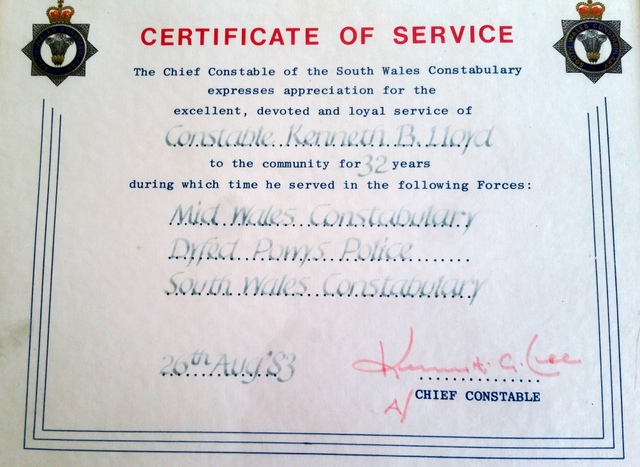 CERTIFICATE OF SERVICE
The Chief Constable of the South Wales Constabulary
expresses appreciation for the
excellent, devoted and loyal service of
Constable Kenneth B. Lloyd
to the community for 32 years
during which time he served in the following Forces:
Mid Wales Constabulary
Dyfed Powys Police
South Wales Constabulary
26th Aug '83
A/ CHIEF CONSTABLE